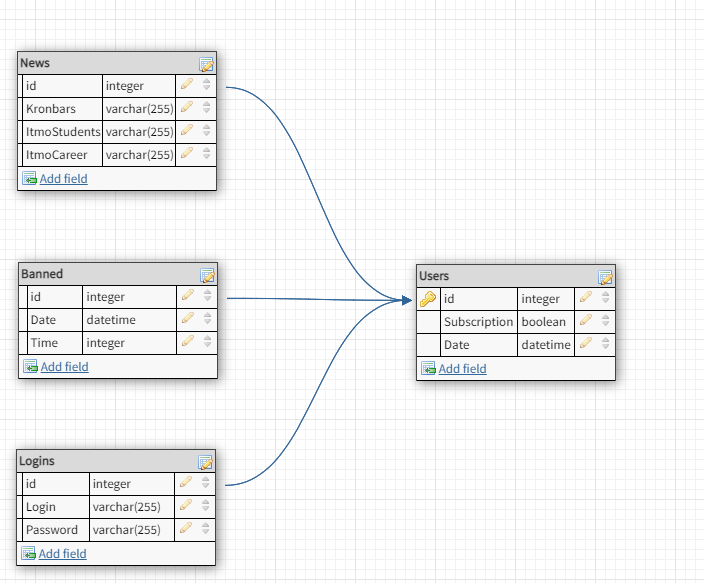 News
id integer
Kronbars varchar(255)
ItmoStudents varchar(255)
ItmoCareer varchar(255)
Add field
Banned
id integer
Date datetime
Time integer
Add field
Users
id integer
Subscription boolean
Date datetime
Add field
Logins
id integer
Login varchar(255)
Password varchar(255)
Add field